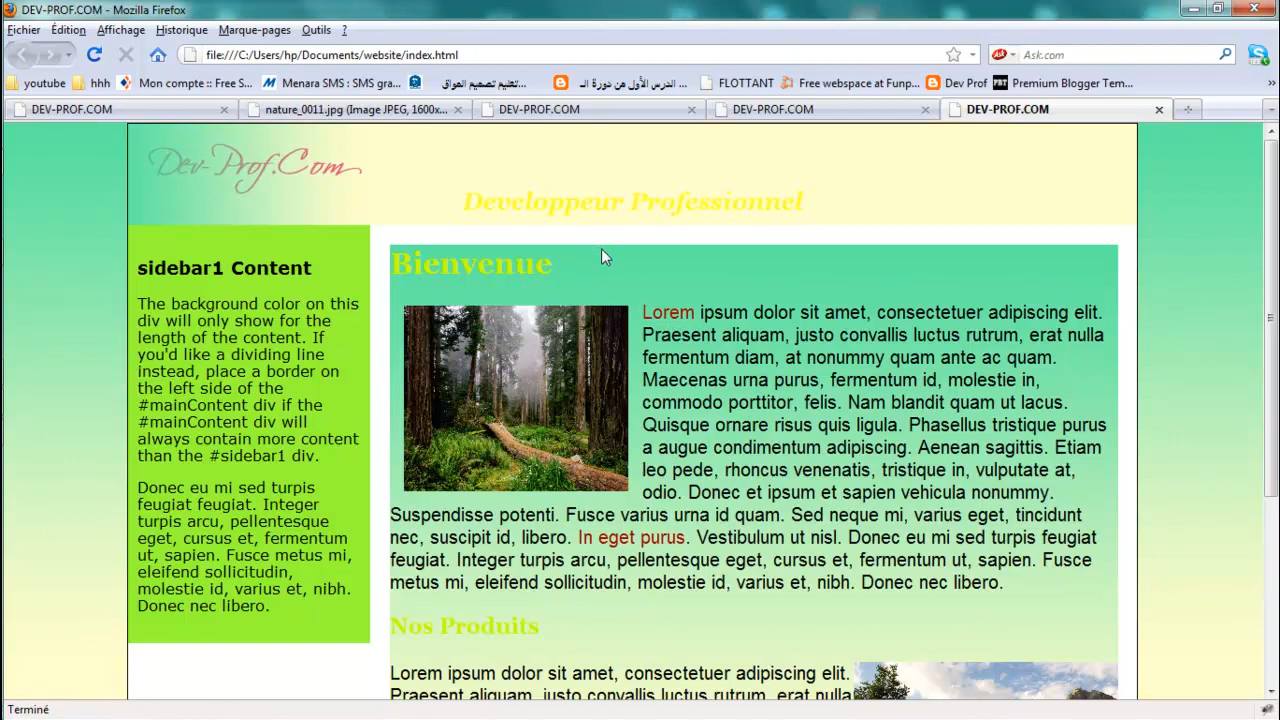 DEV-PROF.COM - Mozilla Firefox
Fichier Édition Affichage Historique Marque-pages Outils ?
file:///C:/Users/hp/Documents/website/index.html
Ask Ask.com
youtube hhh Mon compte :: Free S... Menara SMS : SMS gra... تعليم تصميم المواق... الدرس الأول من دورة الـ ... FLOTTANT Free webspace at Funp... Dev Prof PBT Premium Blogger Tem... »
DEV-PROF.COM nature_0011.jpg (Image JPEG, 1600x... DEV-PROF.COM DEV-PROF.COM DEV-PROF.COM
Dev-Prof.Com
Developpeur Professionnel
sidebar1 Content
The background color on this
div will only show for the
length of the content. If
you'd like a dividing line
instead, place a border on
the left side of the
#mainContent div if the
#mainContent div will
always contain more content
than the #sidebar1 div.
Donec eu mi sed turpis
feugiat feugiat. Integer
turpis arcu, pellentesque
eget, cursus et, fermentum
ut, sapien. Fusce metus mi,
eleifend sollicitudin,
molestie id, varius et, nibh.
Donec nec libero.
Bienvenue
Lorem ipsum dolor sit amet, consectetuer adipiscing elit.
Praesent aliquam, justo convallis luctus rutrum, erat nulla
fermentum diam, at nonummy quam ante ac quam.
Maecenas urna purus, fermentum id, molestie in,
commodo porttitor, felis. Nam blandit quam ut lacus.
Quisque ornare risus quis ligula. Phasellus tristique purus
a augue condimentum adipiscing. Aenean sagittis. Etiam
leo pede, rhoncus venenatis, tristique in, vulputate at,
odio. Donec et ipsum et sapien vehicula nonummy.
Suspendisse potenti. Fusce varius urna id quam. Sed neque mi, varius eget, tincidunt
nec, suscipit id, libero. In eget purus. Vestibulum ut nisl. Donec eu mi sed turpis feugiat
feugiat. Integer turpis arcu, pellentesque eget, cursus et, fermentum ut, sapien. Fusce
metus mi, eleifend sollicitudin, molestie id, varius et, nibh. Donec nec libero.
Nos Produits
Lorem ipsum dolor sit amet, consectetuer adipiscing elit.
Praesent aliquam, justo convallis luctus rutrum, erat nulla
Terminé